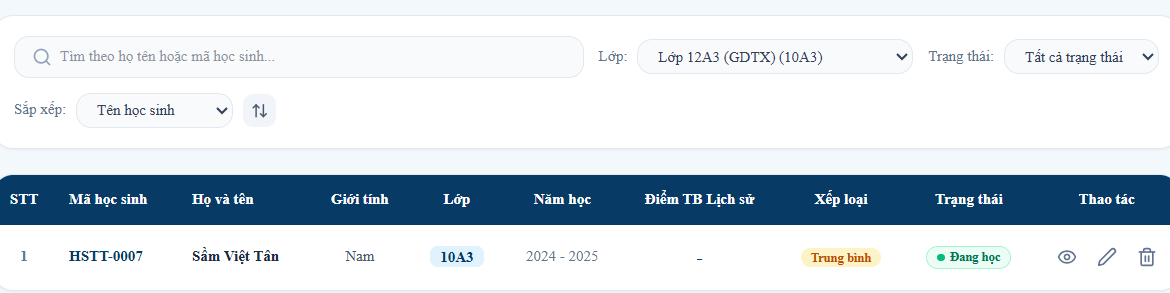 Tìm theo họ tên hoặc mã học sinh... Lớp: Lớp 12A3 (GDTX) (10A3) Trạng thái: Tất cả trạng thái
Sắp xếp: Tên học sinh
STT Mã học sinh Họ và tên Giới tính Lớp Năm học Điểm TB Lịch sử Xếp loại Trạng thái Thao tác
1 HSTT-0007 Sầm Việt Tân Nam 10A3 2024 - 2025 - Trung bình Đang học